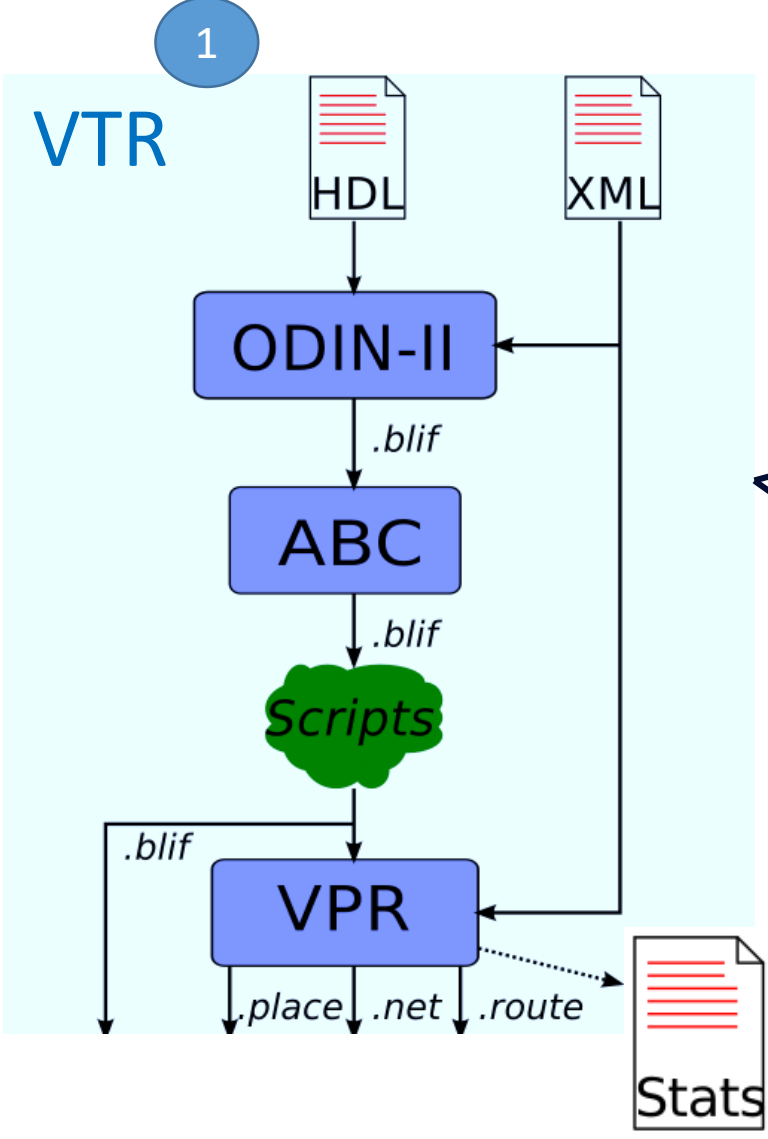 1
VTR
HDL
XML
ODIN-II
.blif
ABC
.blif
Scripts
.blif
VPR
.place
.net
.route
Stats